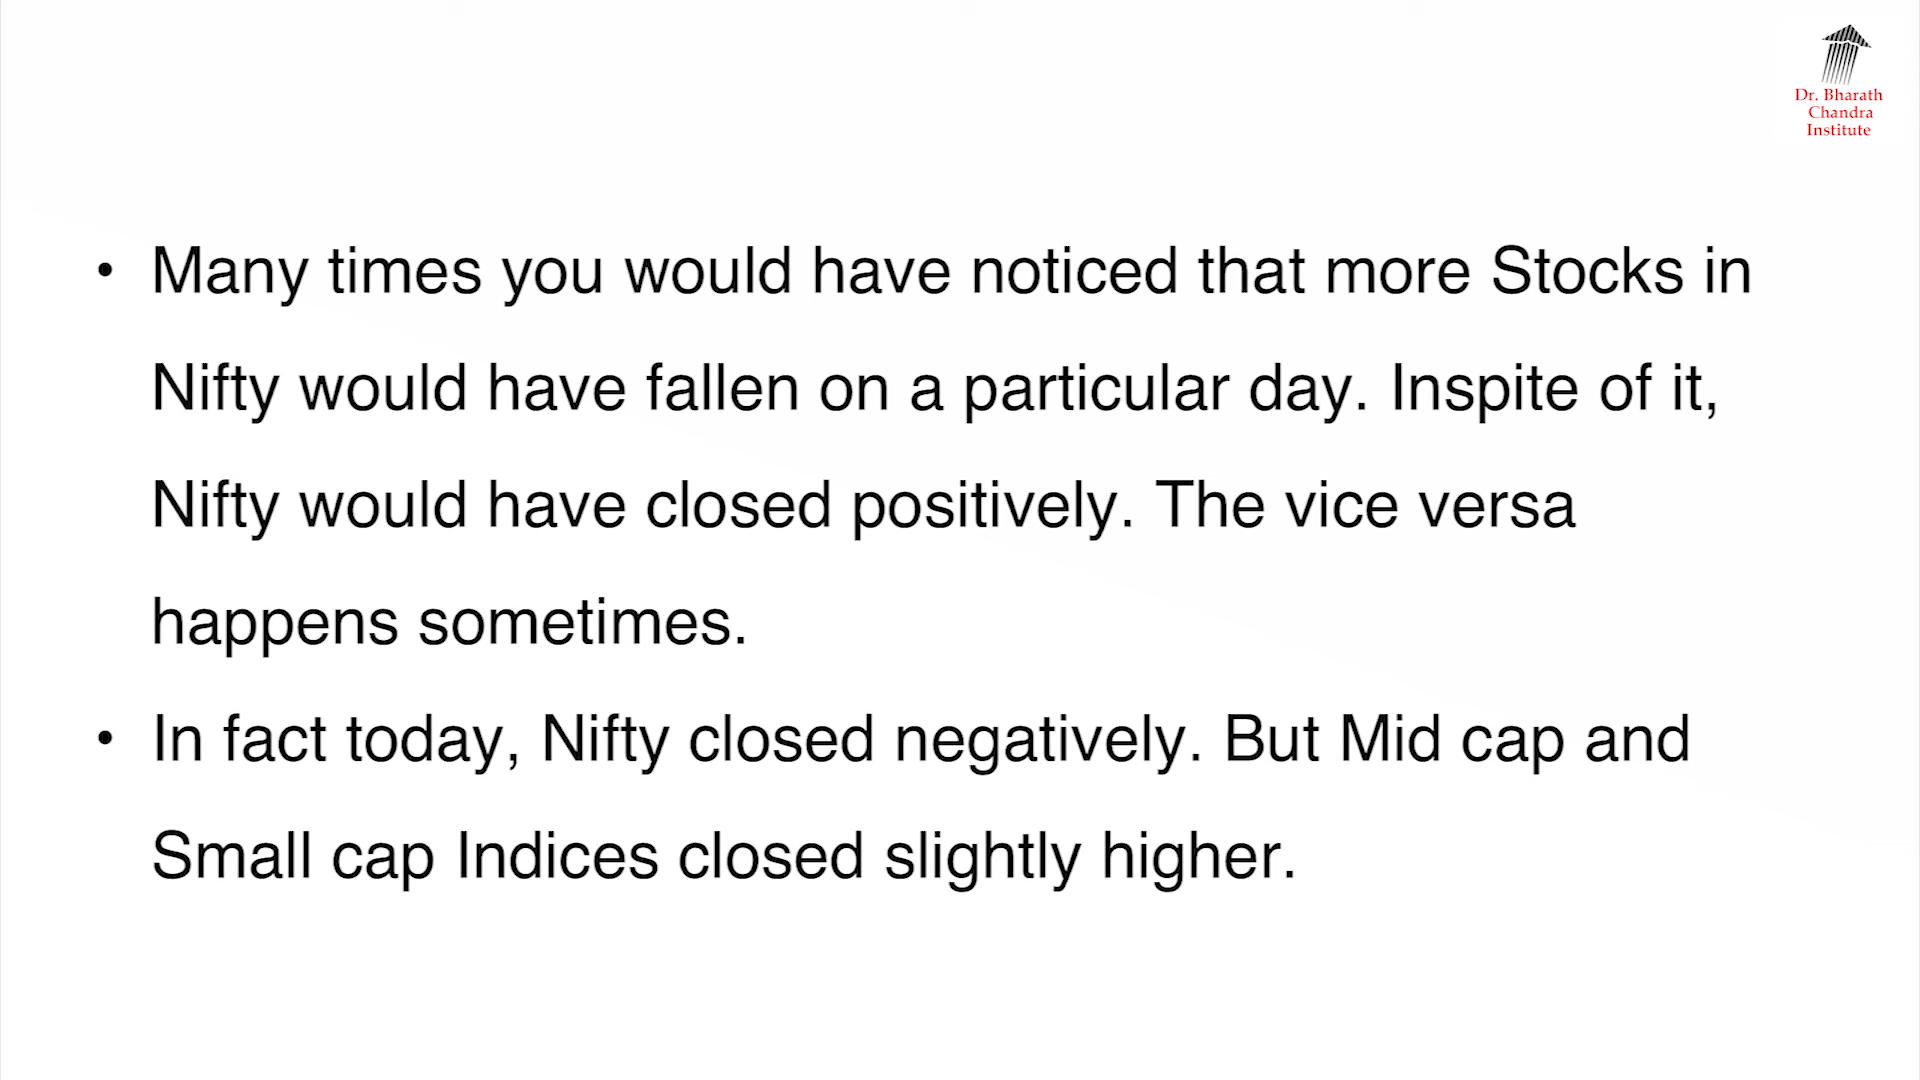 Dr. Bharath
Chandra
Institute
• Many times you would have noticed that more Stocks in
Nifty would have fallen on a particular day. Inspite of it,
Nifty would have closed positively. The vice versa
happens sometimes.
• In fact today, Nifty closed negatively. But Mid cap and
Small cap Indices closed slightly higher.